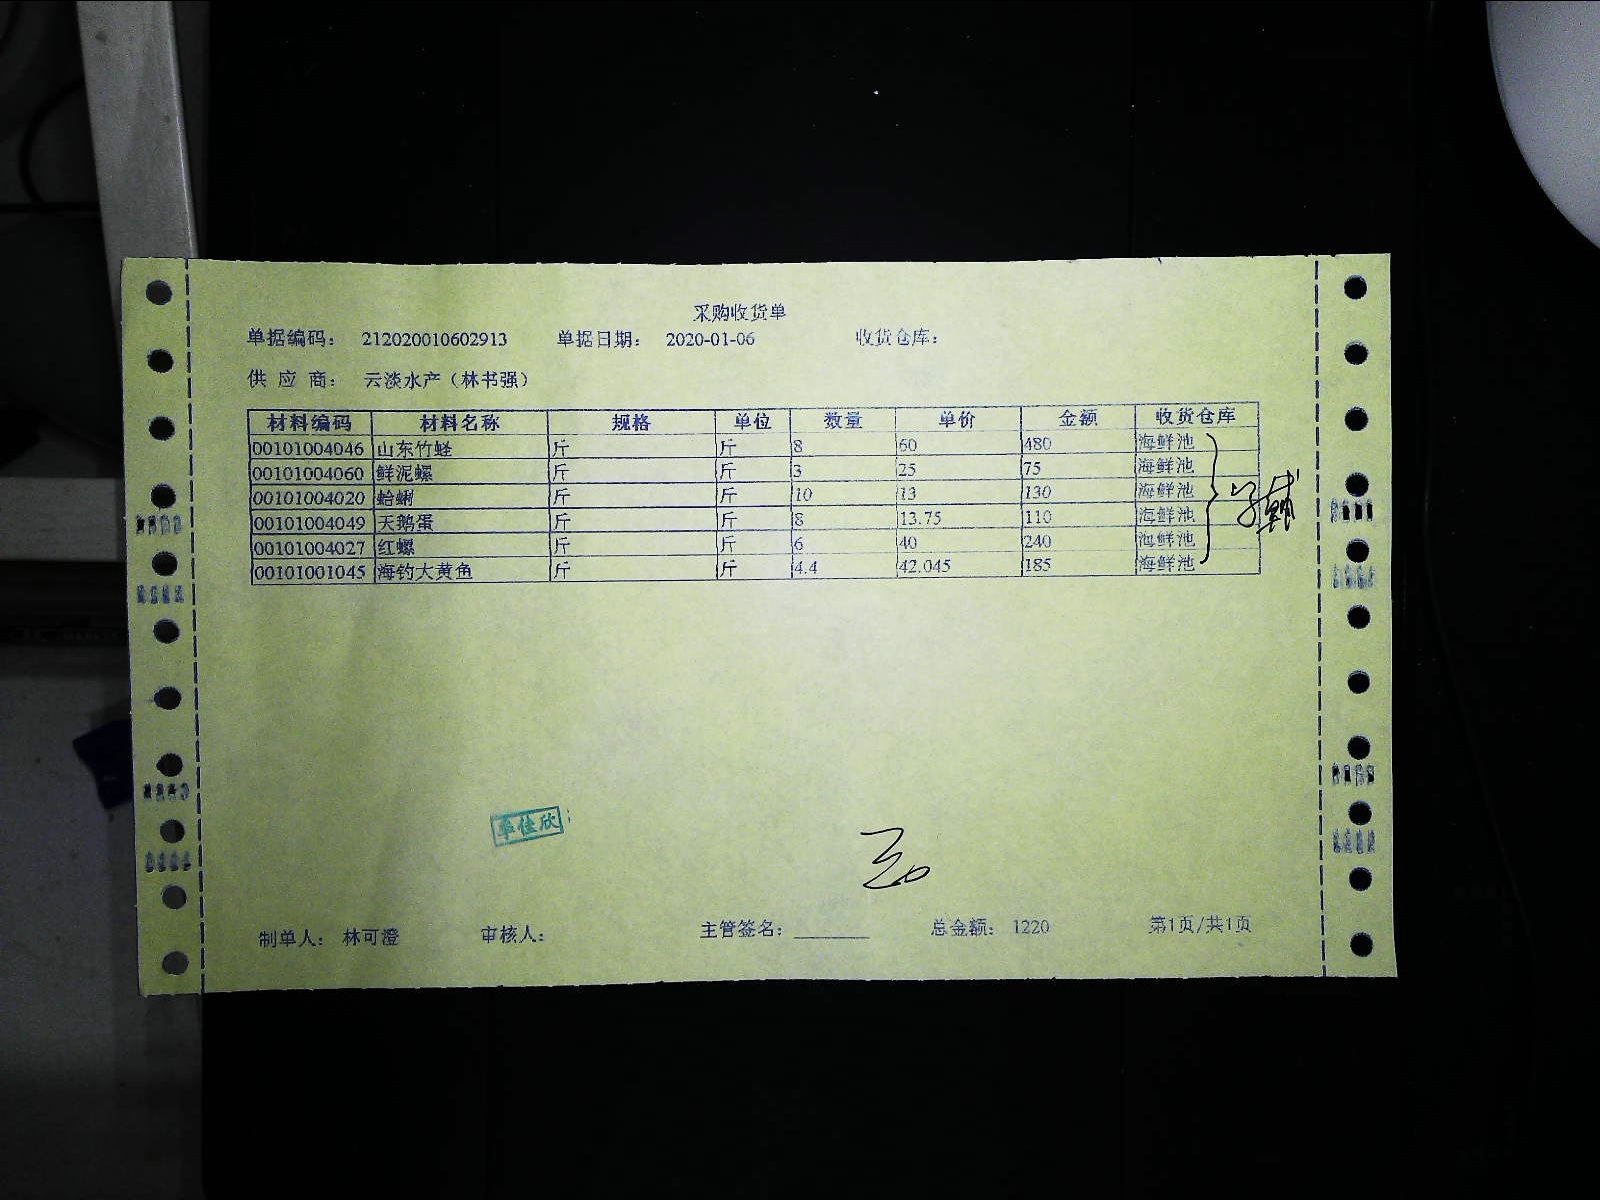 采购收货单
单据编码： 212020010602913 单据日期： 2020-01-06 收货仓库：
供 应 商： 云淡水产（林书强）
材料编码 材料名称 规格 单位 数量 单价 金额 收货仓库
00101004046 山东竹蛏 斤 斤 8 60 480 海鲜池
00101004060 鲜泥螺 斤 斤 3 25 75 海鲜池
00101004020 蛤蜊 斤 斤 10 13 130 海鲜池
00101004049 天鹅蛋 斤 斤 8 13.75 110 海鲜池
00101004027 红螺 斤 斤 6 40 240 海鲜池
00101001045 海钓大黄鱼 斤 斤 4.4 42.045 185 海鲜池
单佳欣
制单人： 林可澄 审核人： 主管签名：________ 总金额： 1220 第1页/共1页